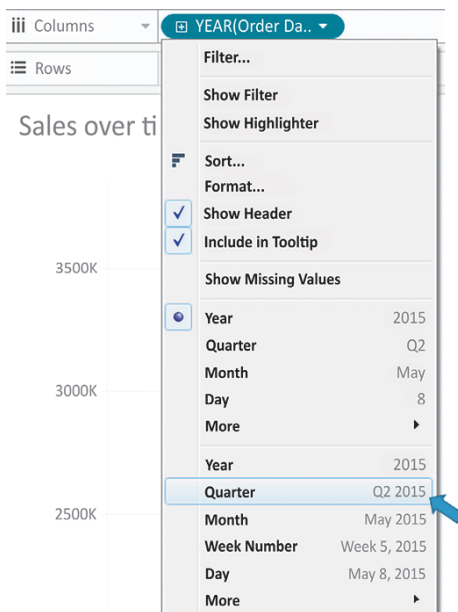 Columns YEAR(Order Da..
Rows
Filter...
Show Filter
Sales over ti
Show Highlighter
Sort...
Format...
Show Header
Include in Tooltip
3500K
Show Missing Values
Year 2015
Quarter Q2
Month May
3000K
Day 8
More
Year 2015
Quarter Q2 2015
2500K
Month May 2015
Week Number Week 5, 2015
Day May 8, 2015
More